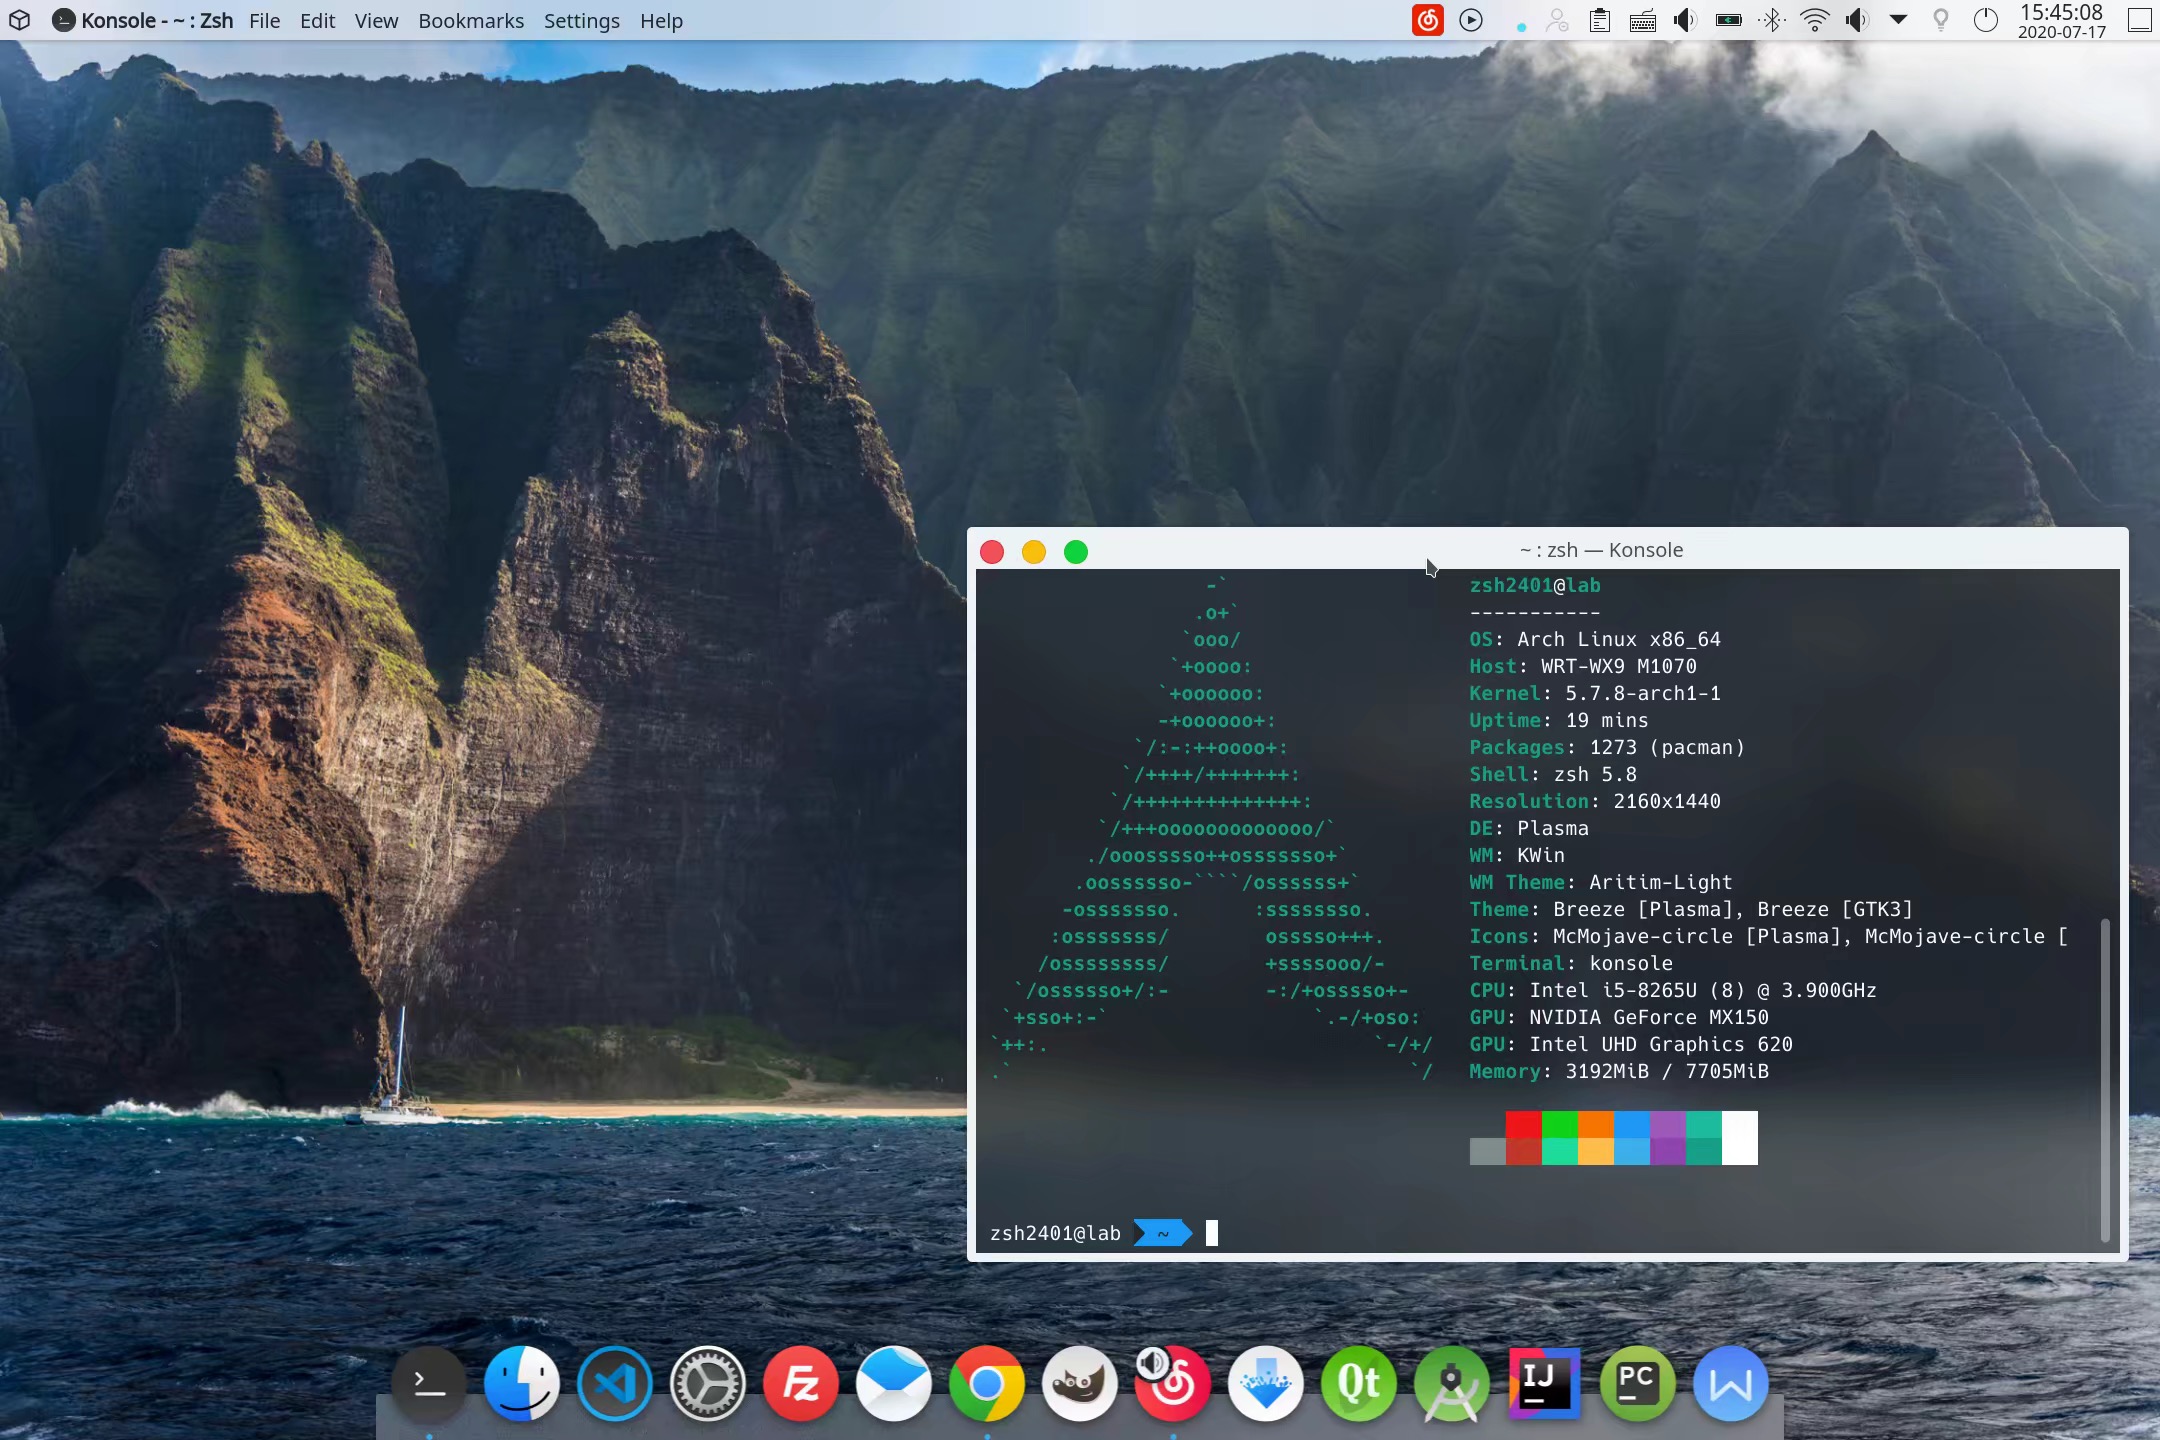 Konsole - ~ : Zsh File Edit View Bookmarks Settings Help
15:45:08
2020-07-17
~ : zsh — Konsole
                  -`
                 .o+`
                `ooo/
               `+oooo:
              `+oooooo:
              -+oooooo+:
            `/:-:++oooo+:
           `/++++/+++++++:
          `/++++++++++++++:
         `/+++ooooooooooooo/`
        ./ooosssso++osssssso+`
       .oossssso-````/ossssss+`
      -osssssso.      :ssssssso.
     :osssssss/        osssso+++.
    /ossssssss/        +ssssooo/-
  `/ossssso+/:-        -:/+osssso+-
 `+sso+:-`                 `.-/+oso:
`++:.                           `-/+/
.`                                 `/
zsh2401@lab
-----------
OS: Arch Linux x86_64
Host: WRT-WX9 M1070
Kernel: 5.7.8-arch1-1
Uptime: 19 mins
Packages: 1273 (pacman)
Shell: zsh 5.8
Resolution: 2160x1440
DE: Plasma
WM: KWin
WM Theme: Aritim-Light
Theme: Breeze [Plasma], Breeze [GTK3]
Icons: McMojave-circle [Plasma], McMojave-circle [
Terminal: konsole
CPU: Intel i5-8265U (8) @ 3.900GHz
GPU: NVIDIA GeForce MX150
GPU: Intel UHD Graphics 620
Memory: 3192MiB / 7705MiB
zsh2401@lab ~
Fz
Qt
IJ
PC
W